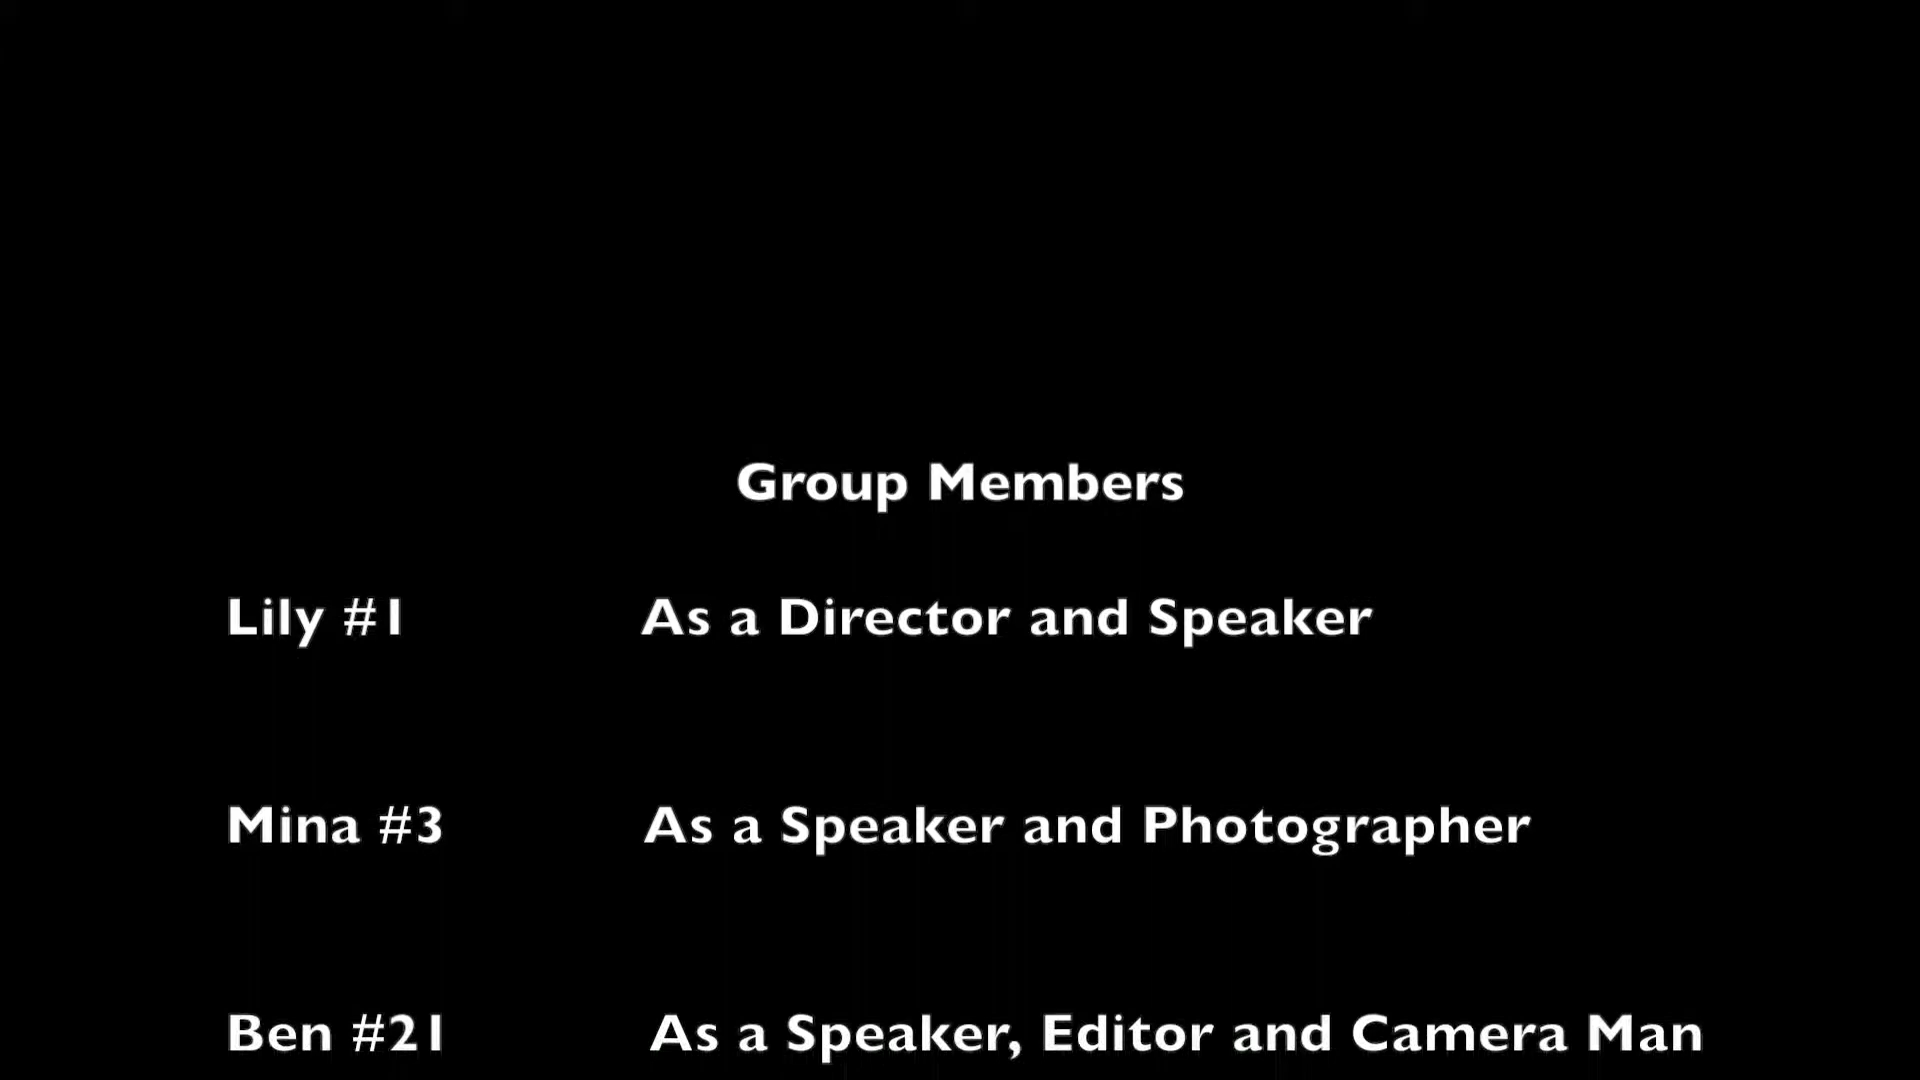 Group Members
Lily #1 As a Director and Speaker
Mina #3 As a Speaker and Photographer
Ben #21 As a Speaker, Editor and Camera Man